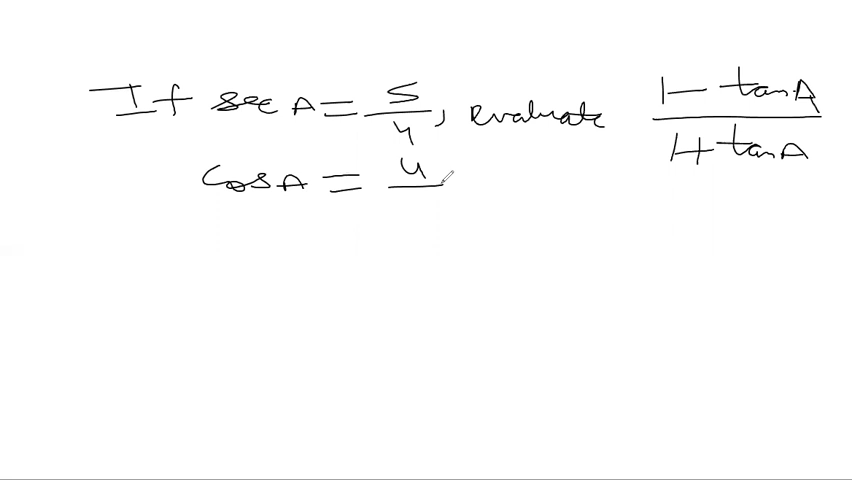 If sec A = 5/4, evaluate (1 - tan A)/(1 + tan A)
cos A = 4/